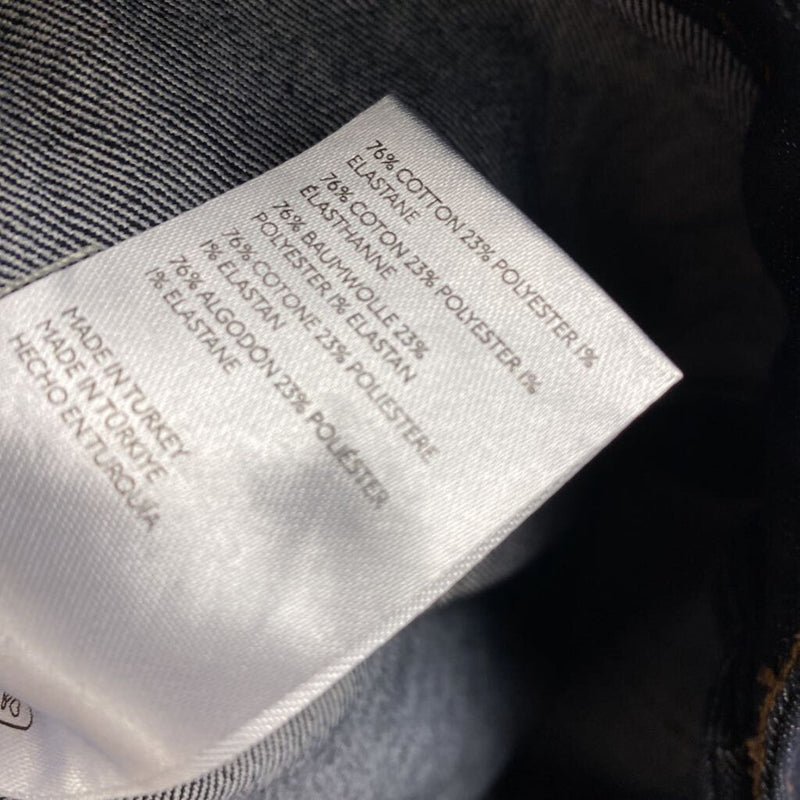 76% COTTON 23% POLYESTER 1%
ELASTANE
76% COTON 23% POLYESTER 1%
ÉLASTHANNE
76% BAUMWOLLE 23%
POLYESTER 1% ELASTAN
76% COTONE 23% POLIESTERE
1% ELASTAN
76% ALGODÓN 23% POLIÉSTER
1% ELASTANE
MADE IN TURKEY
MADE IN TÜRKIYE
HECHO EN TURQUÍA